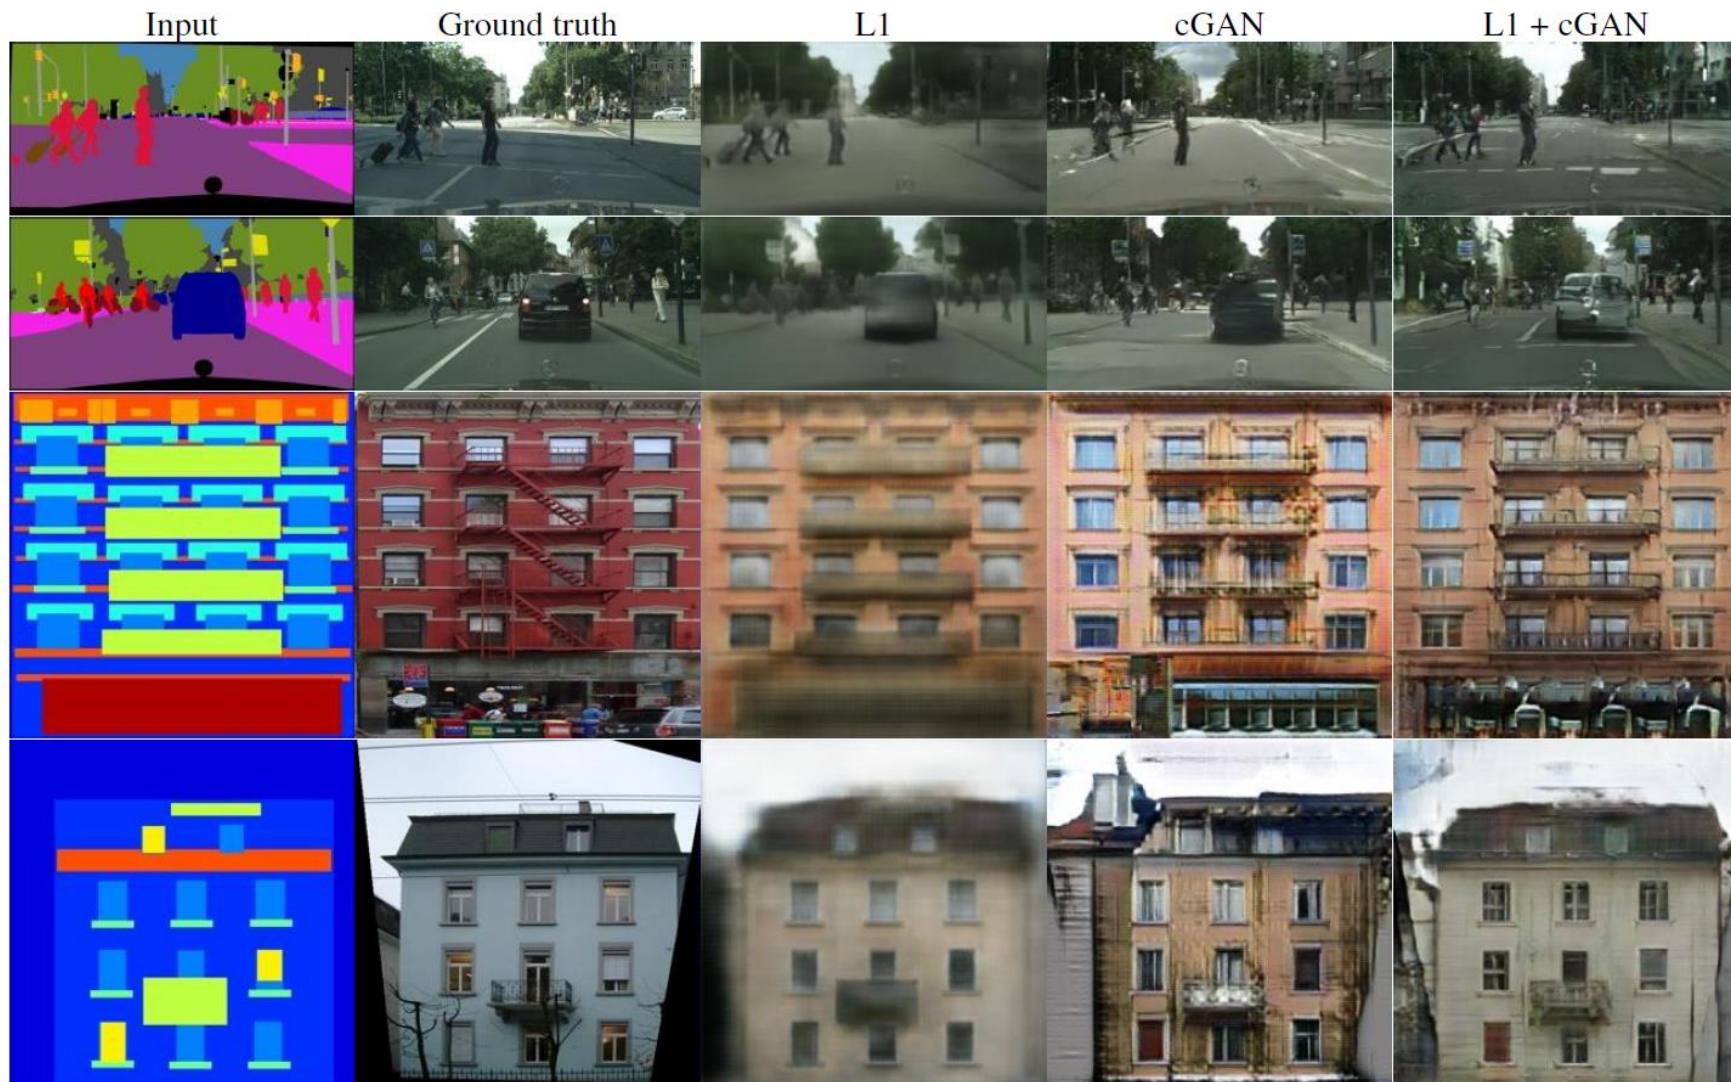 Input
Ground truth
L1
cGAN
L1 + cGAN